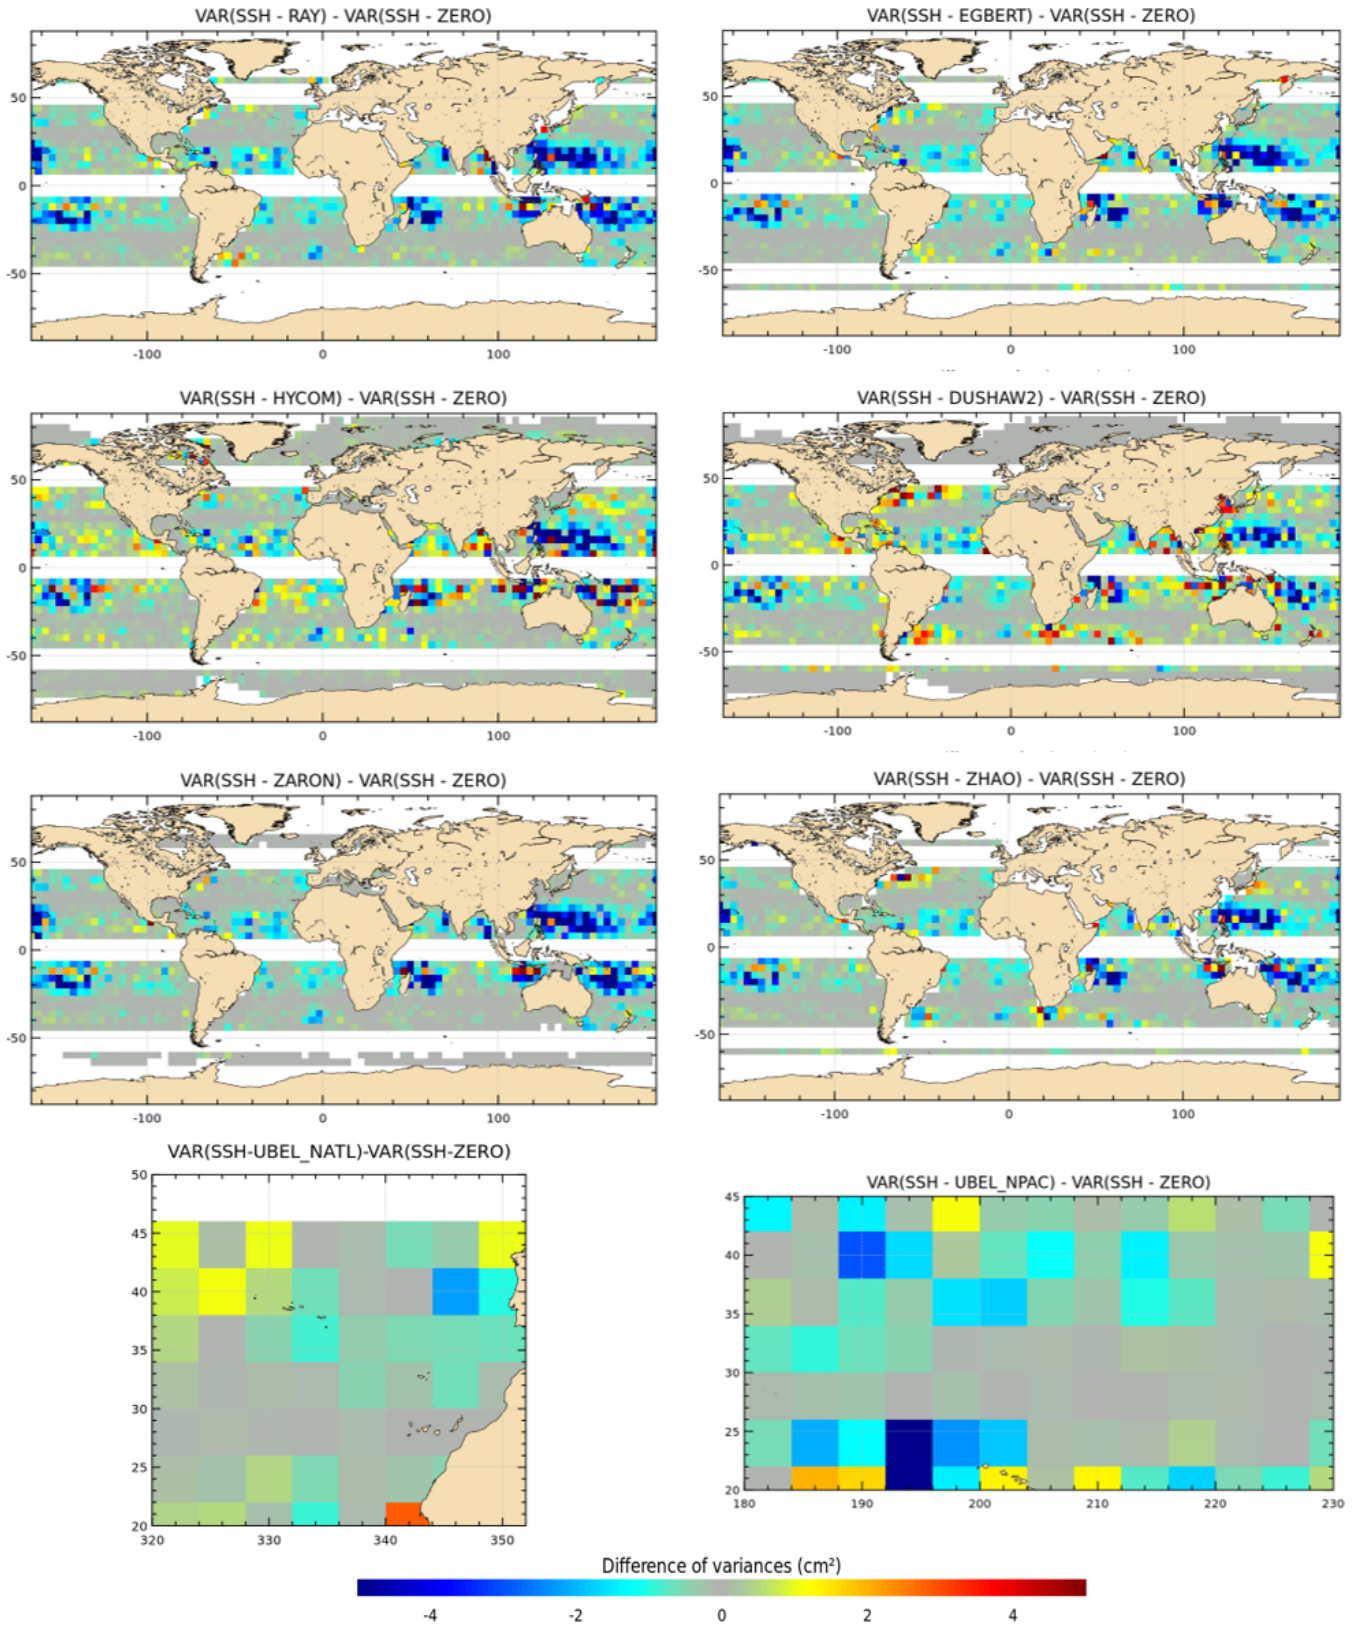 VAR(SSH - RAY) - VAR(SSH - ZERO)
VAR(SSH - EGBERT) - VAR(SSH - ZERO)
50
0
-50
-100 0 100
50
0
-50
-100 0 100
VAR(SSH - HYCOM) - VAR(SSH - ZERO)
VAR(SSH - DUSHAW2) - VAR(SSH - ZERO)
50
0
-50
-100 0 100
50
0
-50
-100 0 100
VAR(SSH - ZARON) - VAR(SSH - ZERO)
VAR(SSH - ZHAO) - VAR(SSH - ZERO)
50
0
-50
-100 0 100
50
0
-50
-100 0 100
VAR(SSH-UBEL_NATL)-VAR(SSH-ZERO)
50
45
40
35
30
25
20
320 330 340 350
VAR(SSH - UBEL_NPAC) - VAR(SSH - ZERO)
45
40
35
30
25
20
180 190 200 210 220 230
Difference of variances (cm²)
-4 -2 0 2 4